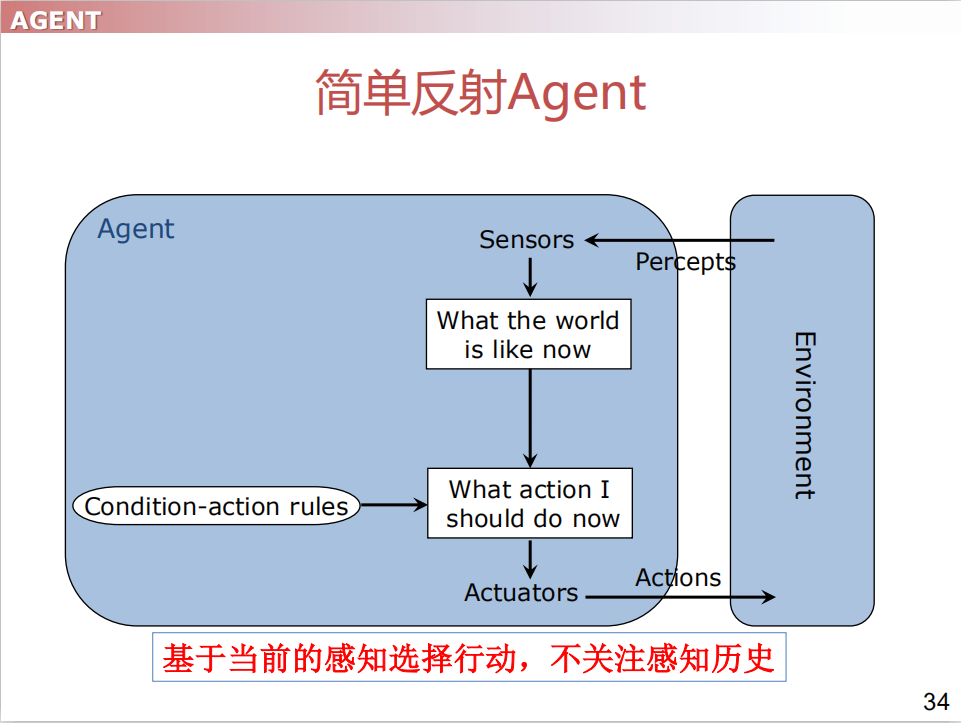 AGENT
简单反射Agent
Agent
Sensors
Percepts
What the world
is like now
Environment
Condition-action rules
What action I
should do now
Actions
Actuators
基于当前的感知选择行动，不关注感知历史
34